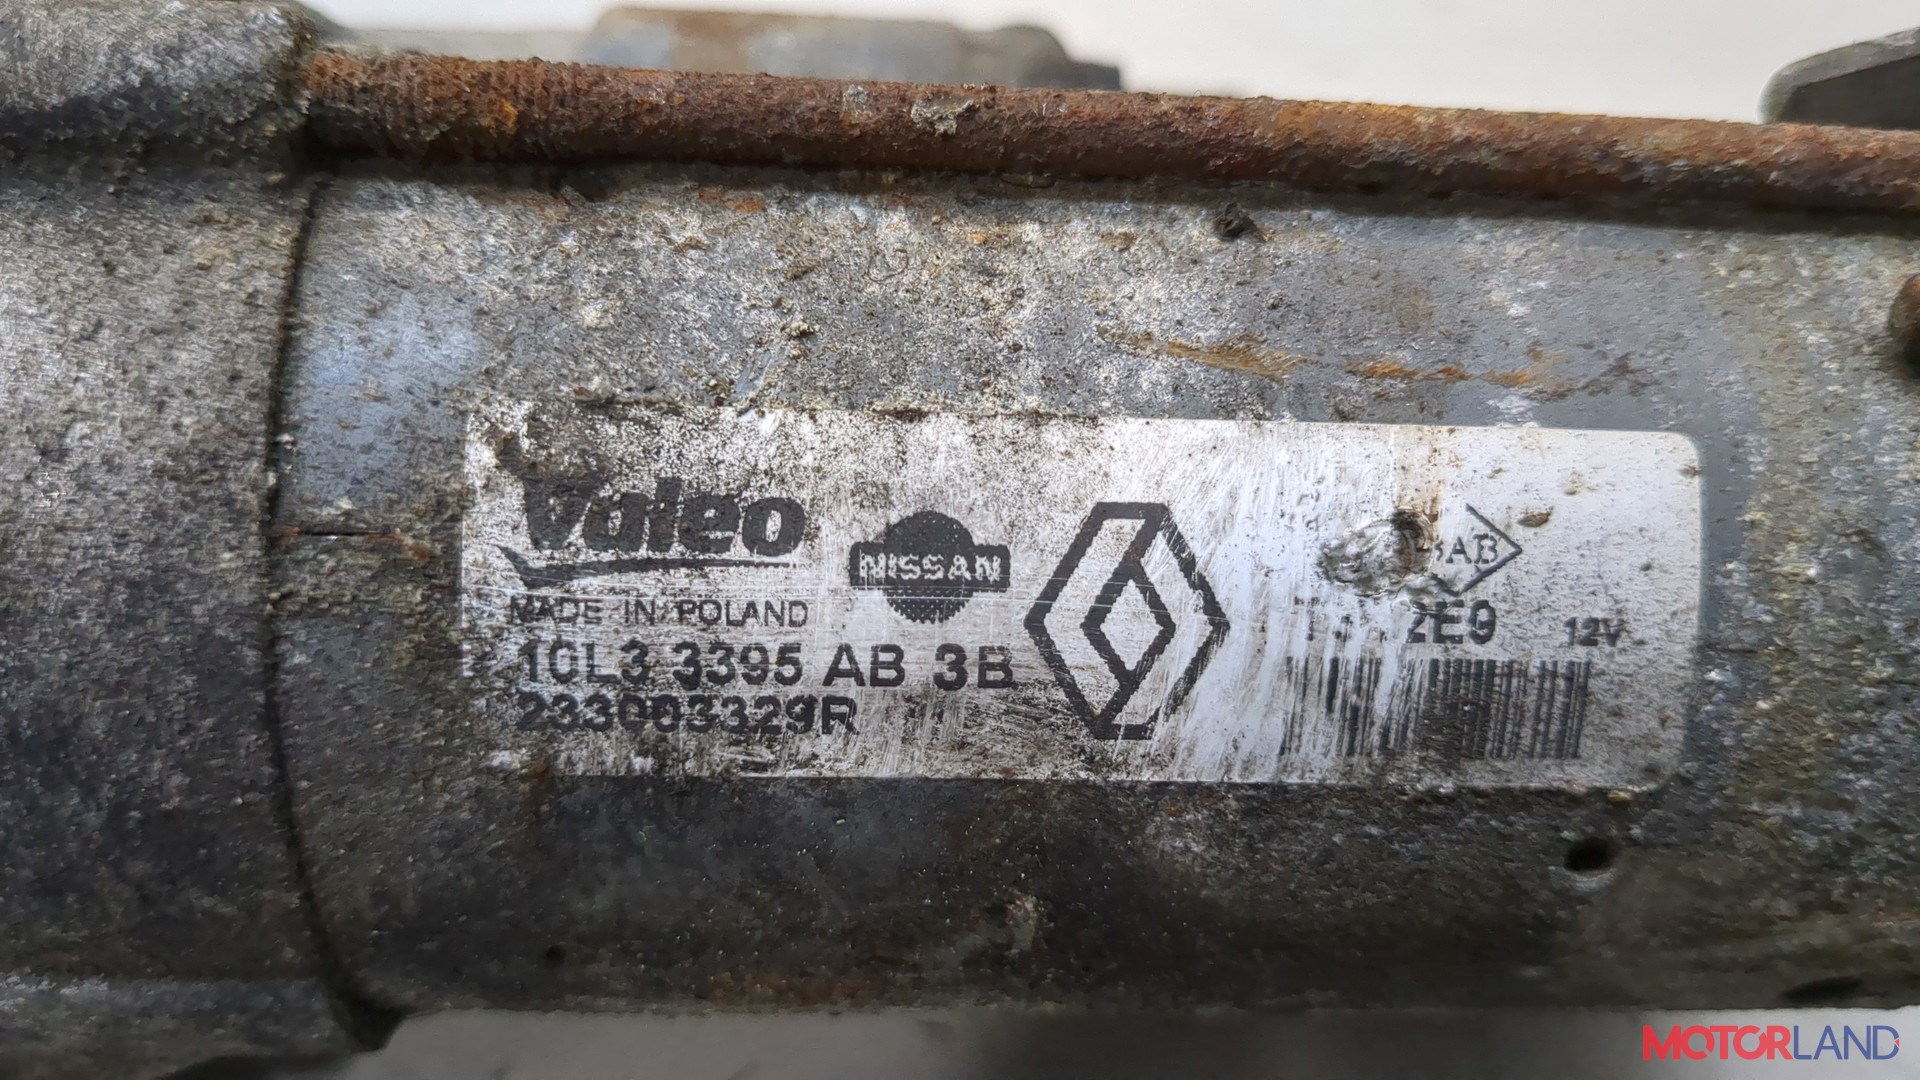 Valeo
NISSAN
MADE IN POLAND
10L3 3395 AB 3B
233003329R
2E9
12V
MOTORLAND